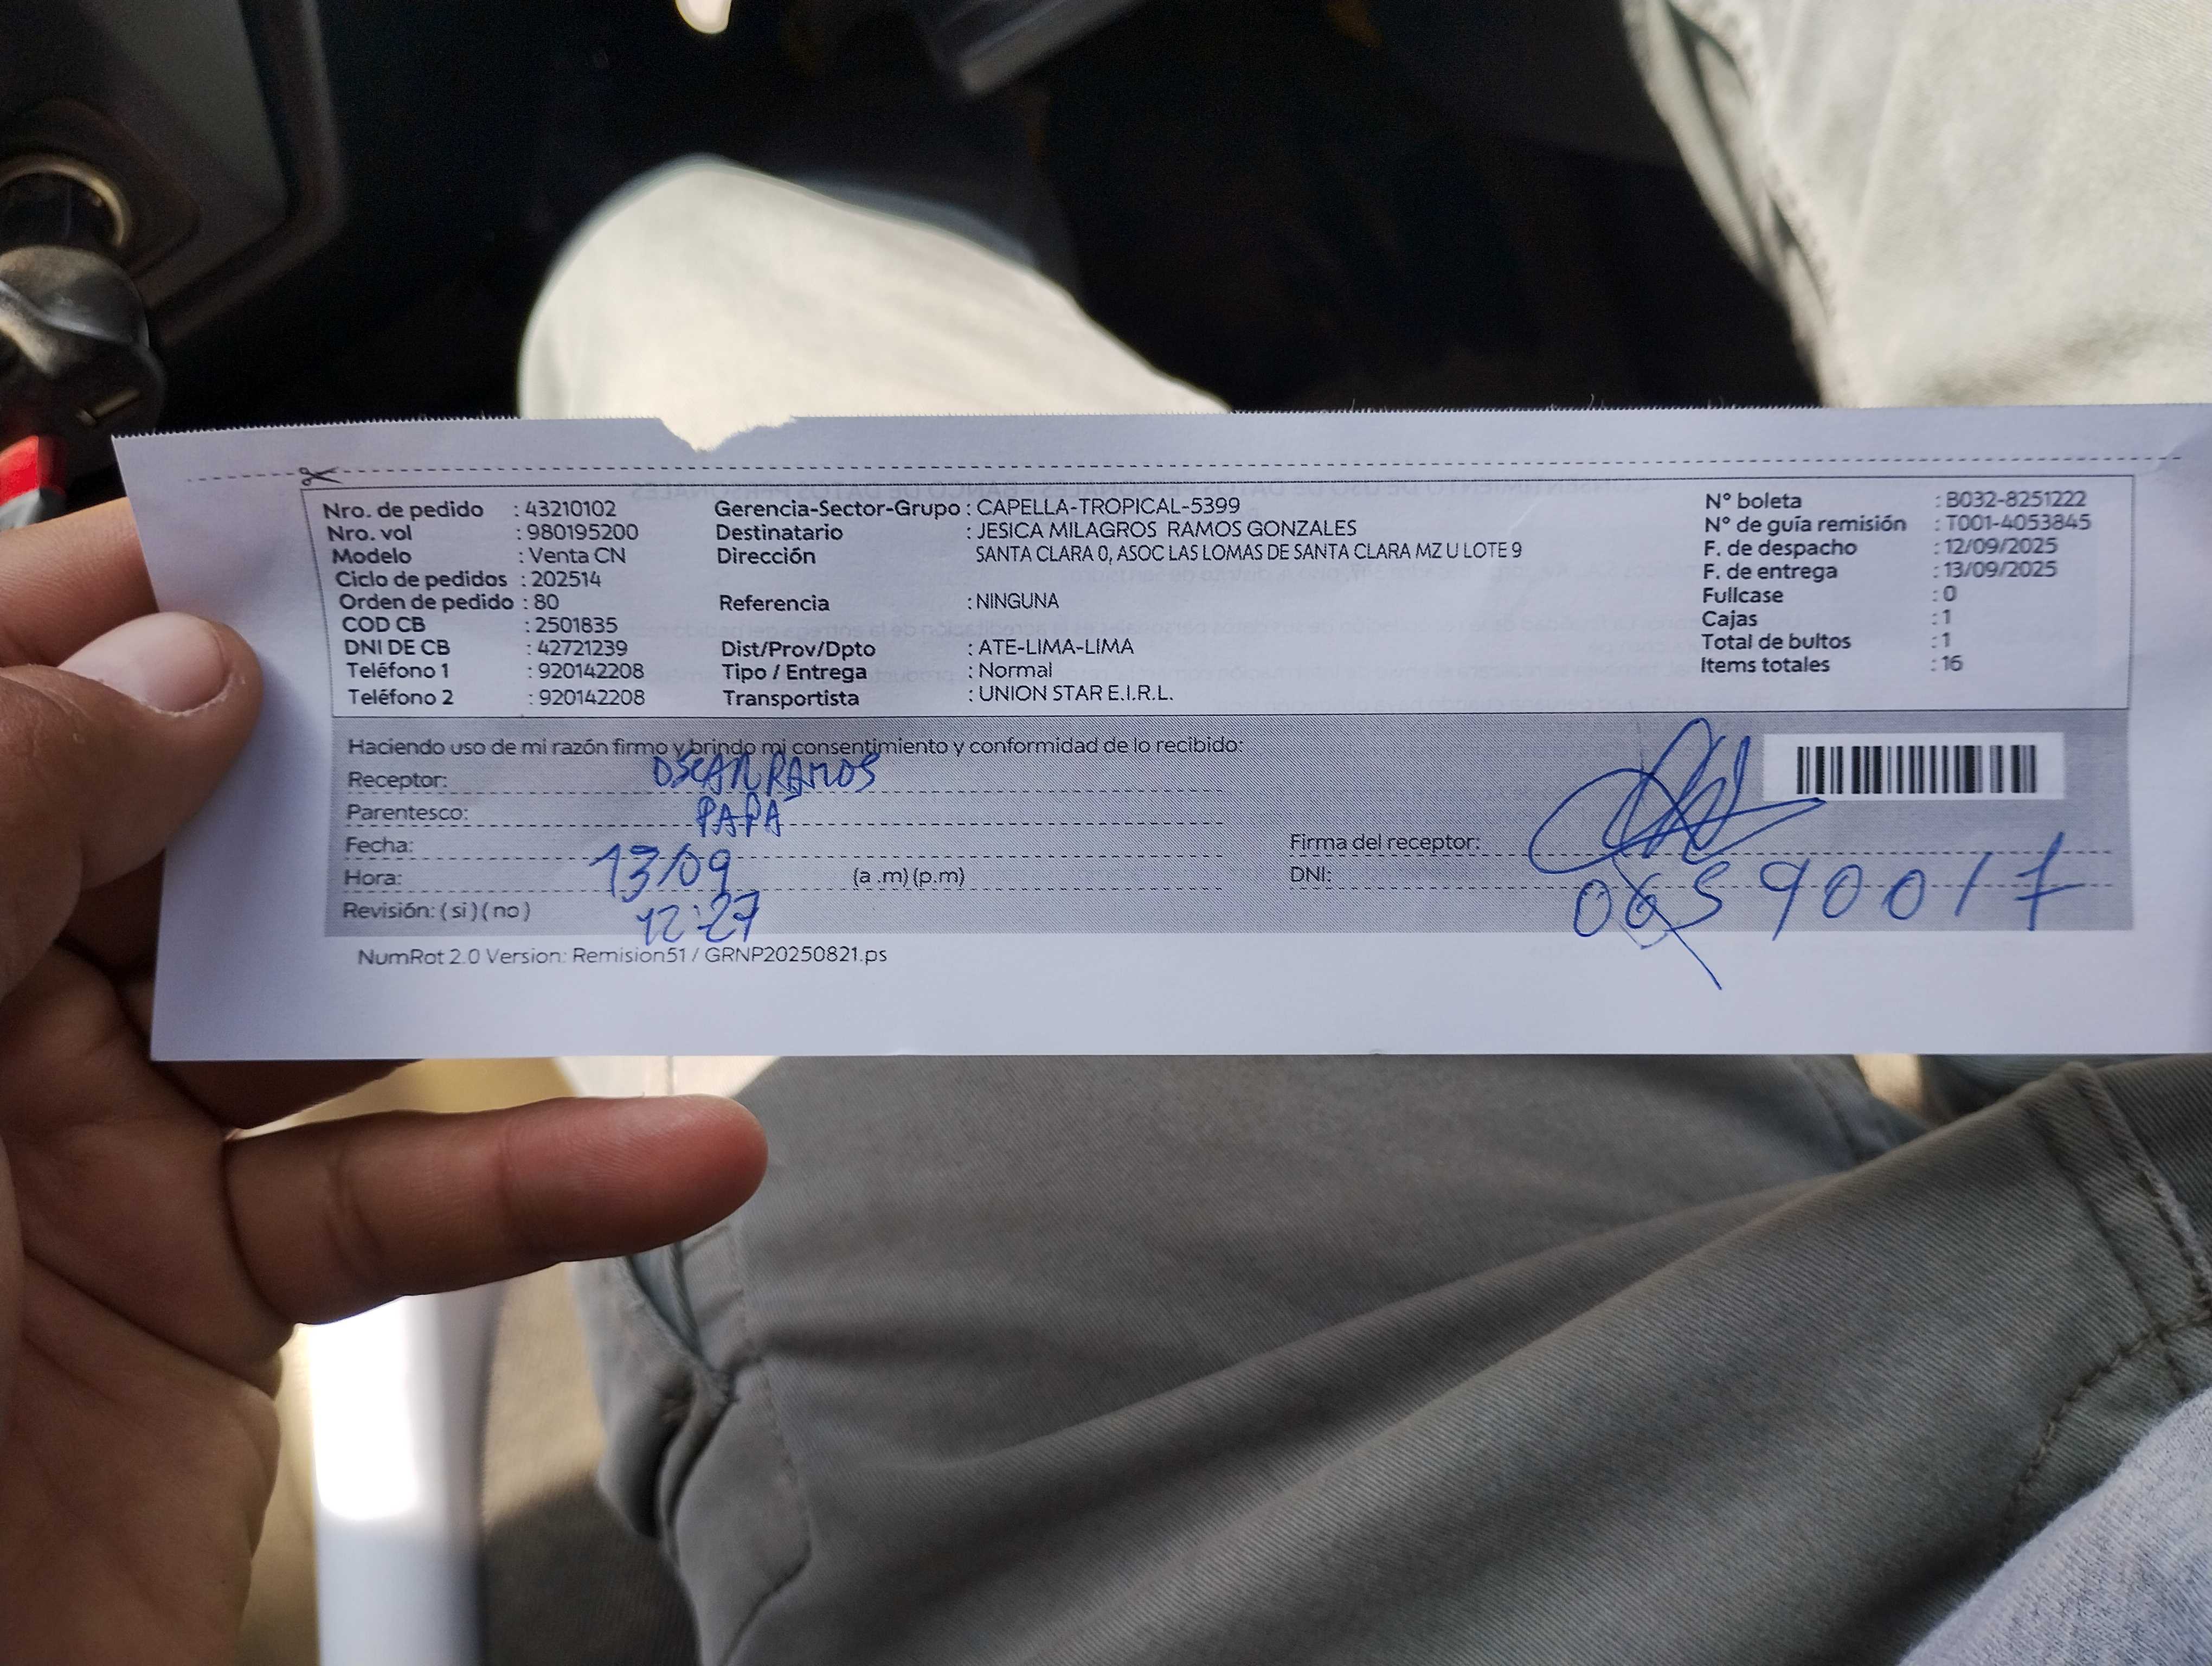 Nro. de pedido : 43210102
Nro. vol : 980195200
Modelo : Venta CN
Ciclo de pedidos : 202514
Orden de pedido : 80
COD CB : 2501835
DNI DE CB : 42721239
Teléfono 1 : 920142208
Teléfono 2 : 920142208
Gerencia-Sector-Grupo : CAPELLA-TROPICAL-5399
Destinatario : JESICA MILAGROS RAMOS GONZALES
Dirección SANTA CLARA 0, ASOC LAS LOMAS DE SANTA CLARA MZ U LOTE 9
Referencia : NINGUNA
Dist/Prov/Dpto : ATE-LIMA-LIMA
Tipo / Entrega : Normal
Transportista : UNION STAR E.I.R.L.
N° boleta : B032-8251222
N° de guía remisión : T001-4053845
F. de despacho : 12/09/2025
F. de entrega : 13/09/2025
Fullcase : 0
Cajas : 1
Total de bultos : 1
Items totales : 16
Haciendo uso de mi razón firmo y brindo mi consentimiento y conformidad de lo recibido:
Receptor: OSCAR RAMOS
Parentesco: PAPÁ
Fecha: 13/09
Hora: 12:27 (a .m) (p.m)
Revisión: ( si ) ( no )
Firma del receptor:
DNI: 06590017
NumRot 2.0 Version: Remision51 / GRNP20250821.ps